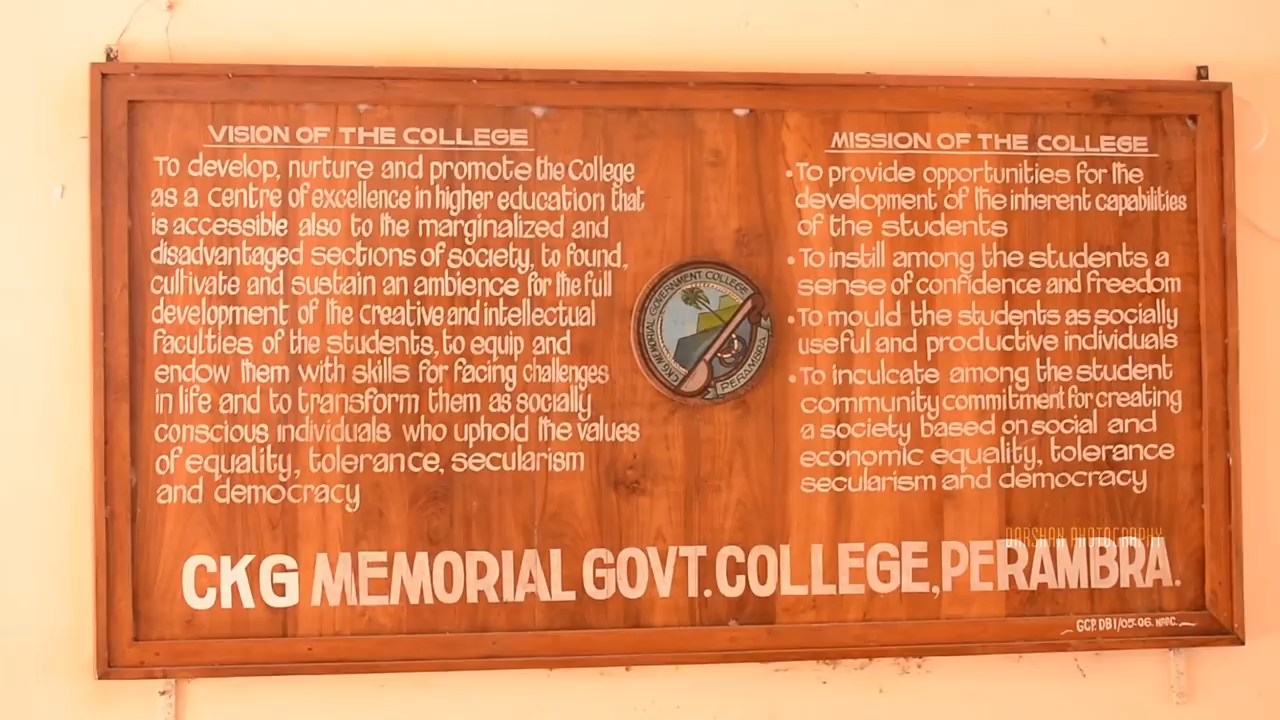 VISION OF THE COLLEGE
To develop, nurture and promote the College
as a centre of excellence in higher education that
is accessible also to the marginalized and
disadvantaged sections of society, to found,
cultivate and sustain an ambience for the full
development of the creative and intellectual
faculties of the students, to equip and
endow them with skills for facing challenges
in life and to transform them as socially
conscious individuals who uphold the values
of equality, tolerance, secularism
and democracy
MISSION OF THE COLLEGE
•To provide opportunities for the
development of the inherent capabilities
of the students
•To instill among the students a
sense of confidence and freedom
•To mould the students as socially
useful and productive individuals
•To inculcate among the student
community commitment for creating
a society based on social and
economic equality, tolerance
secularism and democracy
CKG MEMORIAL GOVERNMENT COLLEGE
PERAMBRA
DARSHAN PHOTOGRAPHY
CKG MEMORIAL GOVT. COLLEGE, PERAMBRA.
GCP. DB1/05-06.